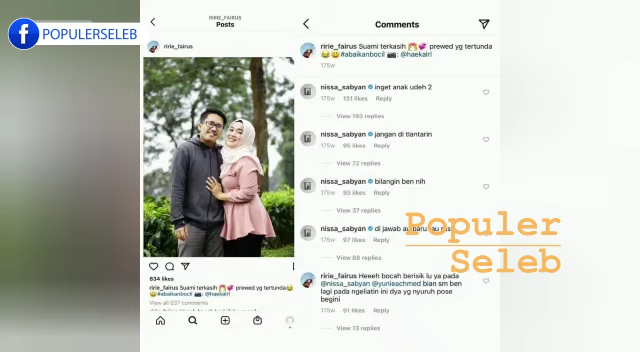 POPULERSELEB
RIRIE_FAIRUS
Posts
ririe_fairus
634 likes
ririe_fairus Suami terkasih prewed yg tertunda
#abaikanbocil : @haekalrl
View all 257 comments
Comments
ririe_fairus Suami terkasih prewed yg tertunda
#abaikanbocil : @haekalrl
175w
nissa_sabyan inget anak udeh 2
175w 131 likes Reply
View 193 replies
nissa_sabyan jangan di tlantarin
175w 95 likes Reply
View 72 replies
nissa_sabyan bilangin ben nih
175w 93 likes Reply
View 37 replies
nissa_sabyan di jawab
175w 97 likes Reply
View 68 replies
Populer
Seleb
ririe_fairus Heeeh bocah berisik lu ya pada
@nissa_sabyan @yunieachmed bian sm ben
lagi pada ngeliatin ini dya yg nyuruh pose
begini
175w 91 likes Reply
View 13 replies